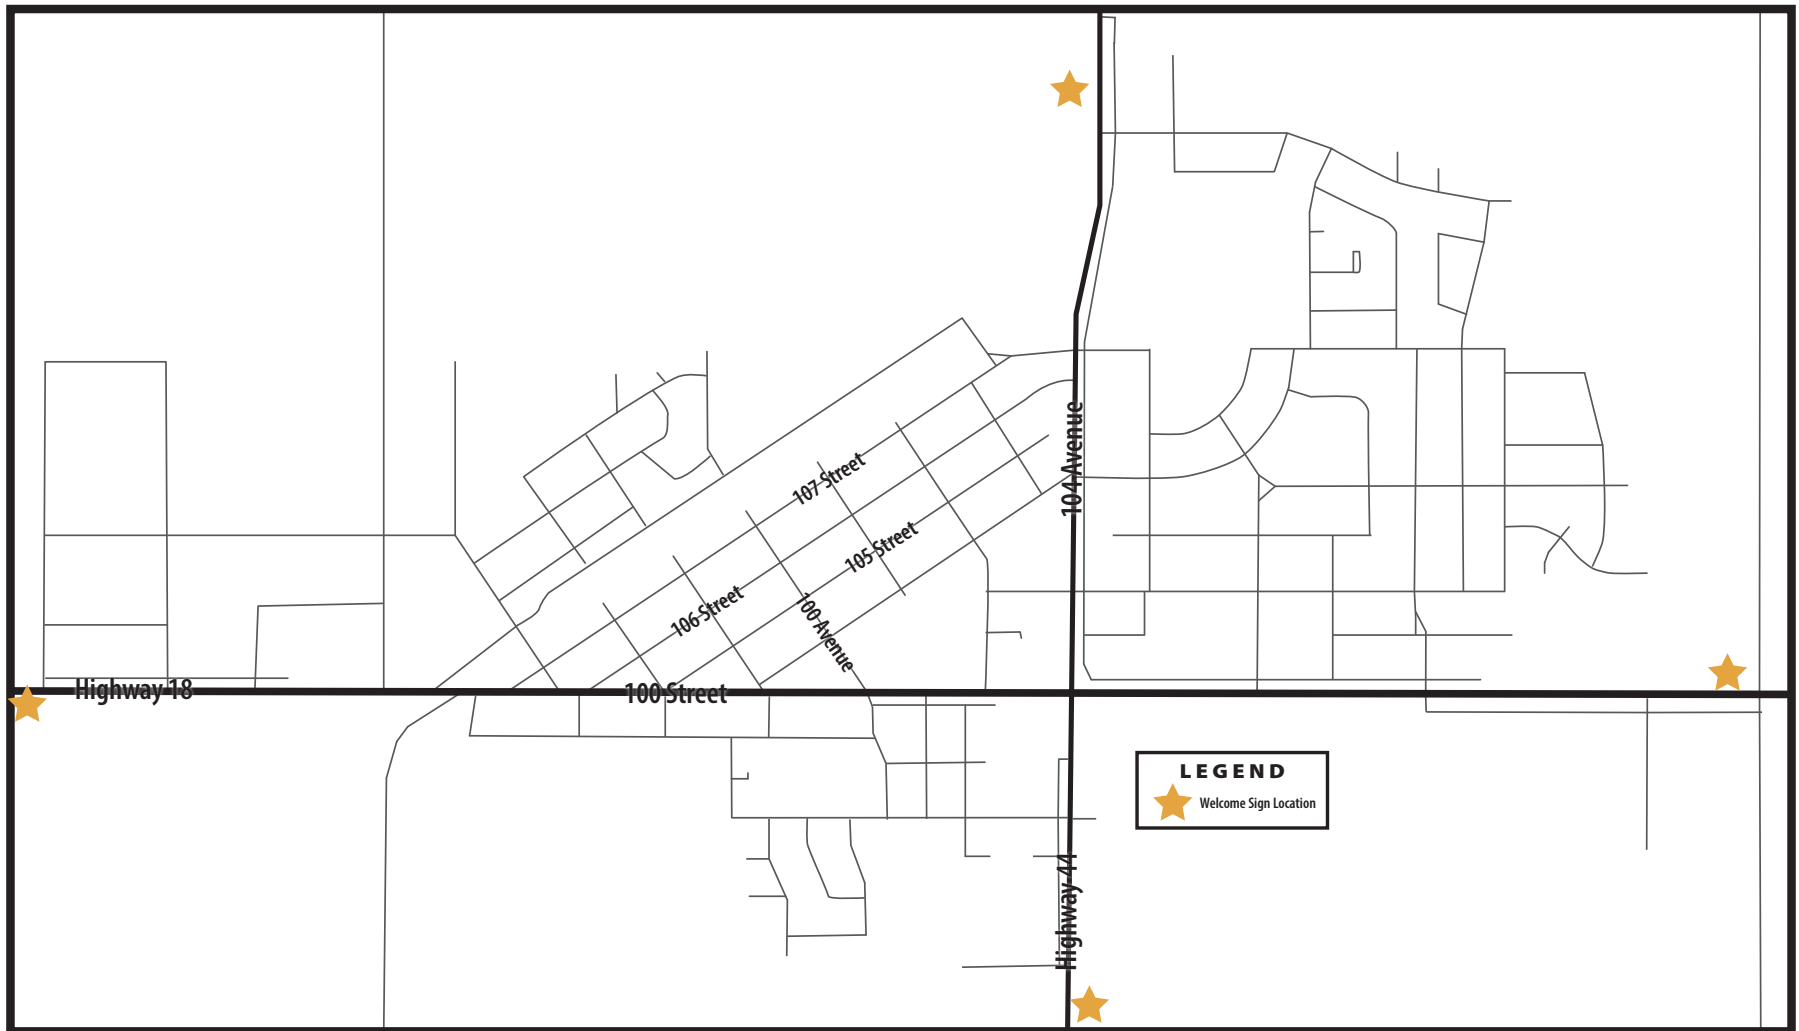 104 Avenue
107 Street
105 Street
106 Street
100 Avenue
Highway 18
100 Street
LEGEND
Welcome Sign Location
Highway 44